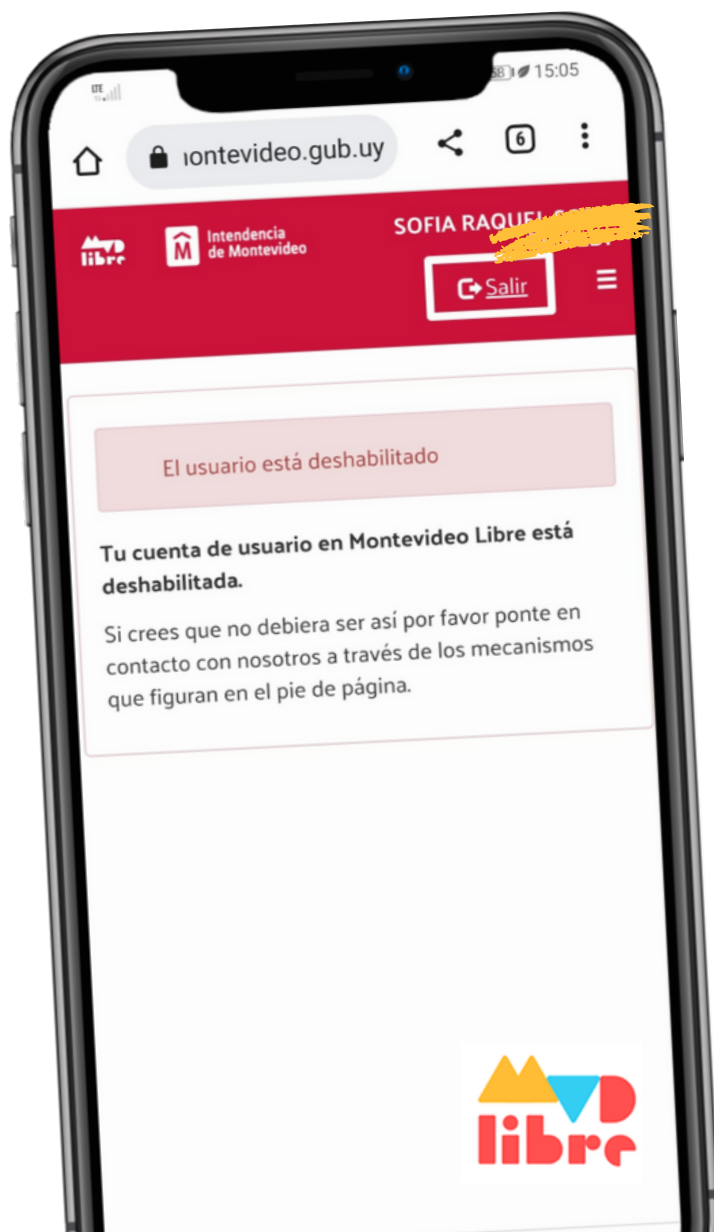 LTE
15:05
montevideo.gub.uy
6
MVD
libre
M
Intendencia
de Montevideo
SOFIA RAQUEL
Salir
El usuario está deshabilitado
Tu cuenta de usuario en Montevideo Libre está
deshabilitada.
Si crees que no debiera ser así por favor ponte en
contacto con nosotros a través de los mecanismos
que figuran en el pie de página.
MVD
libre